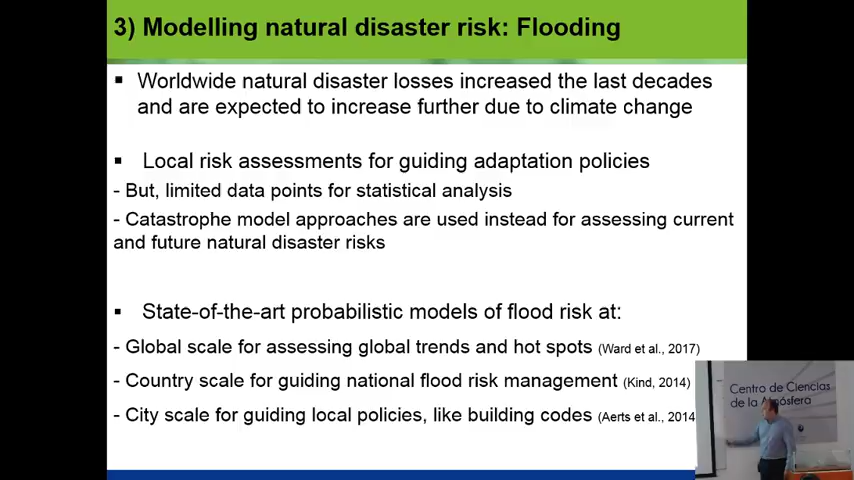 3) Modelling natural disaster risk: Flooding
▪ Worldwide natural disaster losses increased the last decades
and are expected to increase further due to climate change
▪ Local risk assessments for guiding adaptation policies
- But, limited data points for statistical analysis
- Catastrophe model approaches are used instead for assessing current
and future natural disaster risks
▪ State-of-the-art probabilistic models of flood risk at:
- Global scale for assessing global trends and hot spots (Ward et al., 2017)
- Country scale for guiding national flood risk management (Kind, 2014)
- City scale for guiding local policies, like building codes (Aerts et al., 2014
Centro de Ciencias
de la Atmósfera